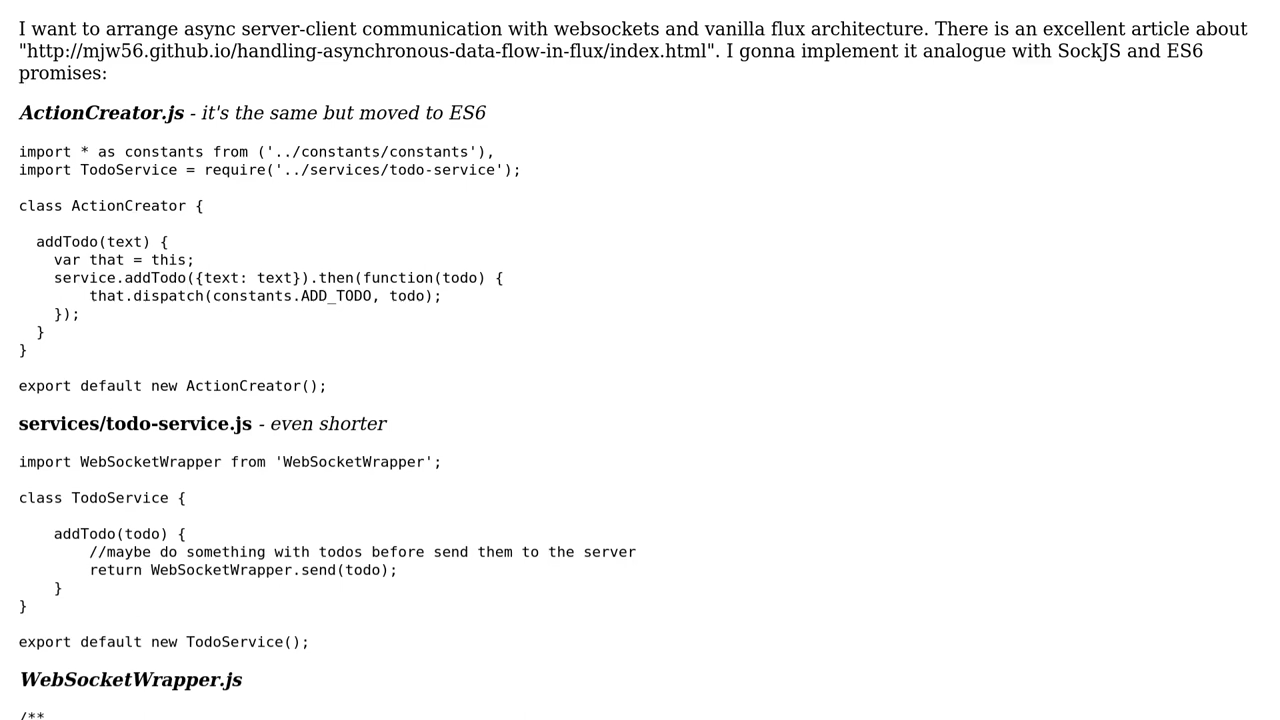 I want to arrange async server-client communication with websockets and vanilla flux architecture. There is an excellent article about
"http://mjw56.github.io/handling-asynchronous-data-flow-in-flux/index.html". I gonna implement it analogue with SockJS and ES6
promises:
ActionCreator.js - it's the same but moved to ES6
import * as constants from ('../constants/constants'),
import TodoService = require('../services/todo-service');
class ActionCreator {
addTodo(text) {
var that = this;
service.addTodo({text: text}).then(function(todo) {
that.dispatch(constants.ADD_TODO, todo);
});
}
}
export default new ActionCreator();
services/todo-service.js - even shorter
import WebSocketWrapper from 'WebSocketWrapper';
class TodoService {
addTodo(todo) {
//maybe do something with todos before send them to the server
return WebSocketWrapper.send(todo);
}
}
export default new TodoService();
WebSocketWrapper.js
/**